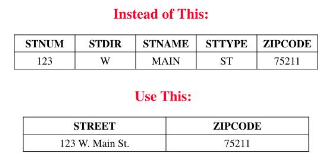 Instead of This:
STNUM STDIR STNAME STTYPE ZIPCODE
123 W MAIN ST 75211
Use This:
STREET ZIPCODE
123 W. Main St. 75211